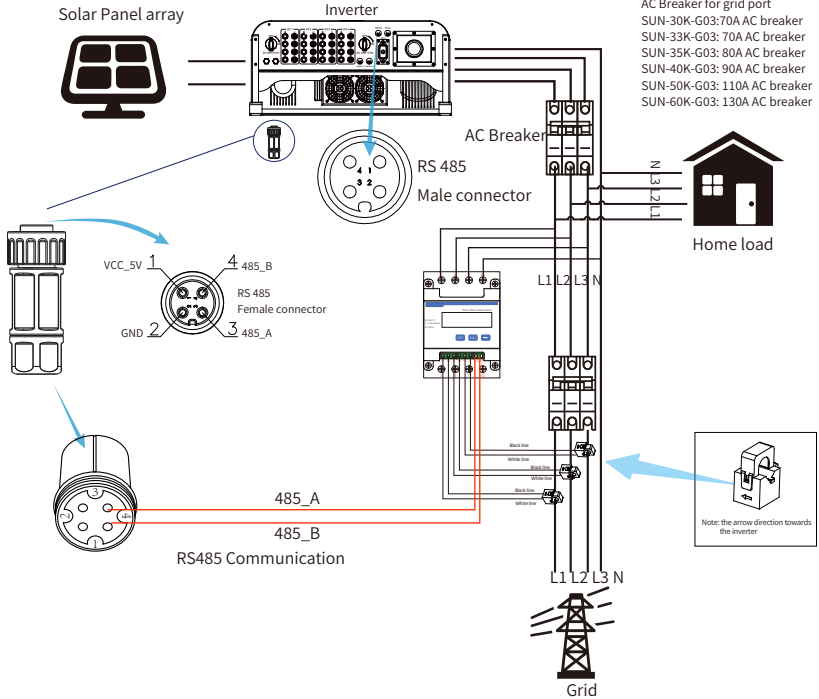 Solar Panel array
Inverter
AC Breaker for grid port
SUN-30K-G03:70A AC breaker
SUN-33K-G03: 70A AC breaker
SUN-35K-G03: 80A AC breaker
SUN-40K-G03: 90A AC breaker
SUN-50K-G03: 110A AC breaker
SUN-60K-G03: 130A AC breaker
AC Breaker
4 1
3 2
RS 485
Male connector
N
L3
L2
L1
Home load
VCC_5V 1
4 485_B
RS 485
Female connector
GND 2
3 485_A
L1 L2 L3 N
Black line
White line
Black line
White line
Black line
White line
3
2
4
1
485_A
485_B
RS485 Communication
Note: the arrow direction towards
the inverter
L1 L2 L3 N
Grid